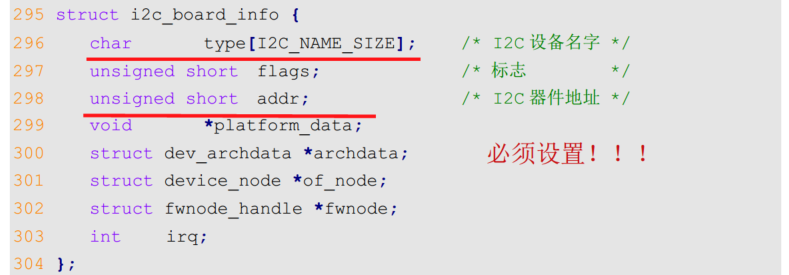 295 struct i2c_board_info {
296 char type[I2C_NAME_SIZE]; /* I2C 设备名字 */
297 unsigned short flags; /* 标志 */
298 unsigned short addr; /* I2C 器件地址 */
299 void *platform_data;
300 struct dev_archdata *archdata; 必须设置！！！
301 struct device_node *of_node;
302 struct fwnode_handle *fwnode;
303 int irq;
304 };